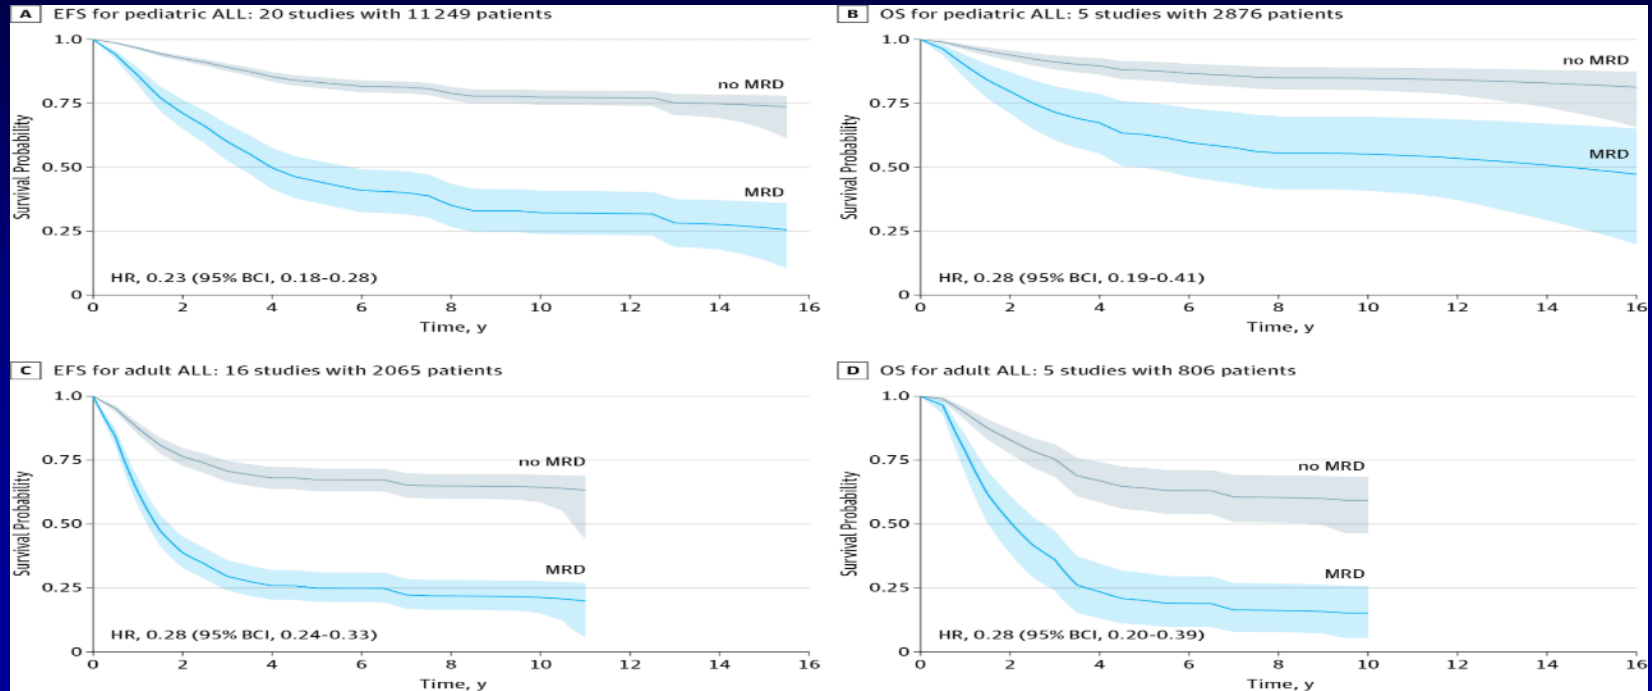 A EFS for pediatric ALL: 20 studies with 11249 patients
1.0
0.75
0.50
0.25
0
Survival Probability
no MRD
MRD
HR, 0.23 (95% BCI, 0.18-0.28)
0 2 4 6 8 10 12 14 16
Time, y
B OS for pediatric ALL: 5 studies with 2876 patients
1.0
0.75
0.50
0.25
0
Survival Probability
no MRD
MRD
HR, 0.28 (95% BCI, 0.19-0.41)
0 2 4 6 8 10 12 14 16
Time, y
C EFS for adult ALL: 16 studies with 2065 patients
1.0
0.75
0.50
0.25
0
Survival Probability
no MRD
MRD
HR, 0.28 (95% BCI, 0.24-0.33)
0 2 4 6 8 10 12 14 16
Time, y
D OS for adult ALL: 5 studies with 806 patients
1.0
0.75
0.50
0.25
0
Survival Probability
no MRD
MRD
HR, 0.28 (95% BCI, 0.20-0.39)
0 2 4 6 8 10 12 14 16
Time, y